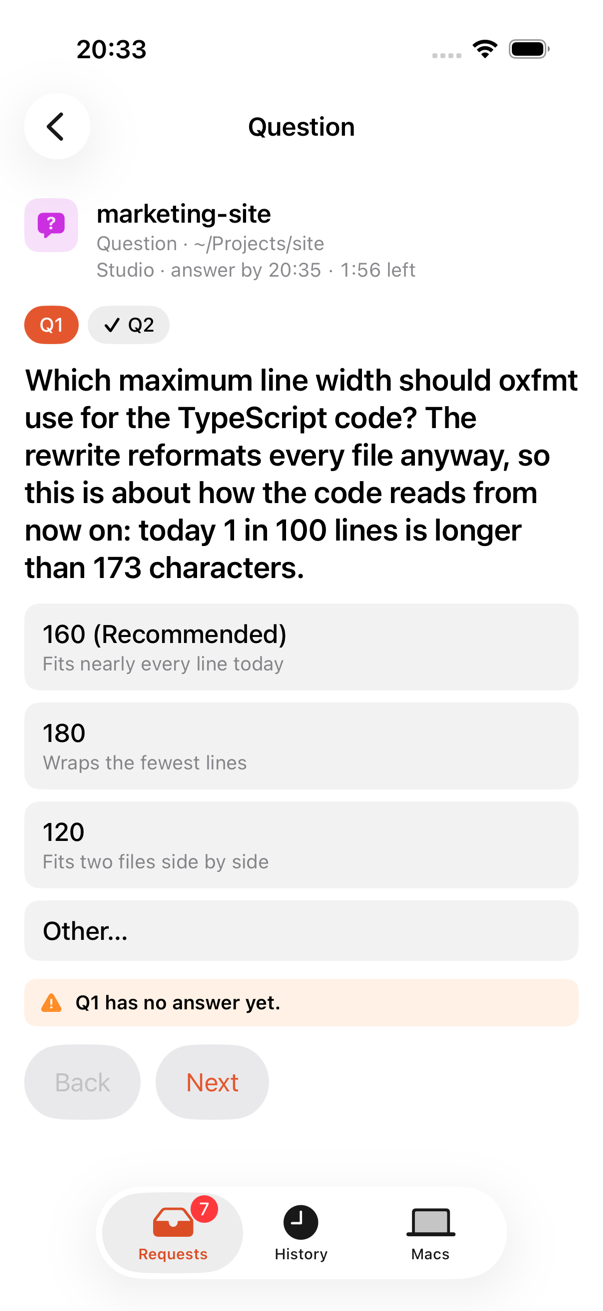 20:33
Question
marketing-site
Question · ~/Projects/site
Studio · answer by 20:35 · 1:56 left
Q1
✓ Q2
Which maximum line width should oxfmt
use for the TypeScript code? The
rewrite reformats every file anyway, so
this is about how the code reads from
now on: today 1 in 100 lines is longer
than 173 characters.
160 (Recommended)
Fits nearly every line today
180
Wraps the fewest lines
120
Fits two files side by side
Other...
Q1 has no answer yet.
Back
Next
7
Requests
History
Macs